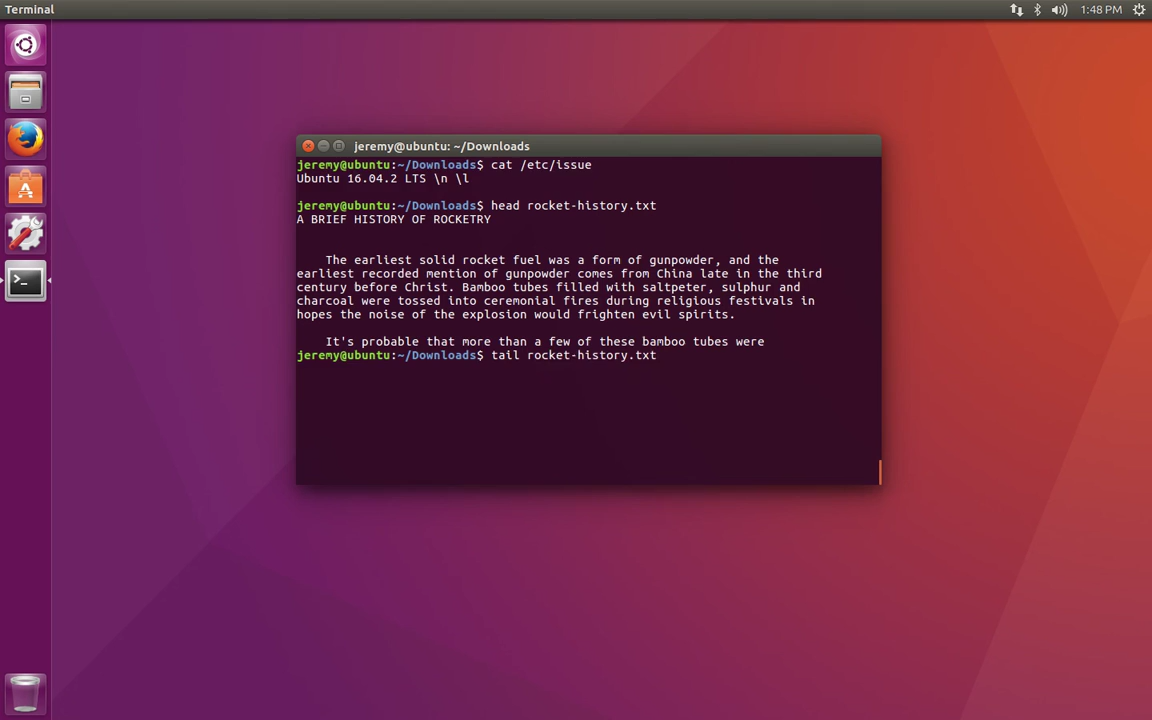 Terminal
1:48 PM
jeremy@ubuntu: ~/Downloads
jeremy@ubuntu:~/Downloads$ cat /etc/issue
Ubuntu 16.04.2 LTS \n \l
jeremy@ubuntu:~/Downloads$ head rocket-history.txt
A BRIEF HISTORY OF ROCKETRY
The earliest solid rocket fuel was a form of gunpowder, and the
earliest recorded mention of gunpowder comes from China late in the third
century before Christ. Bamboo tubes filled with saltpeter, sulphur and
charcoal were tossed into ceremonial fires during religious festivals in
hopes the noise of the explosion would frighten evil spirits.
It's probable that more than a few of these bamboo tubes were
jeremy@ubuntu:~/Downloads$ tail rocket-history.txt